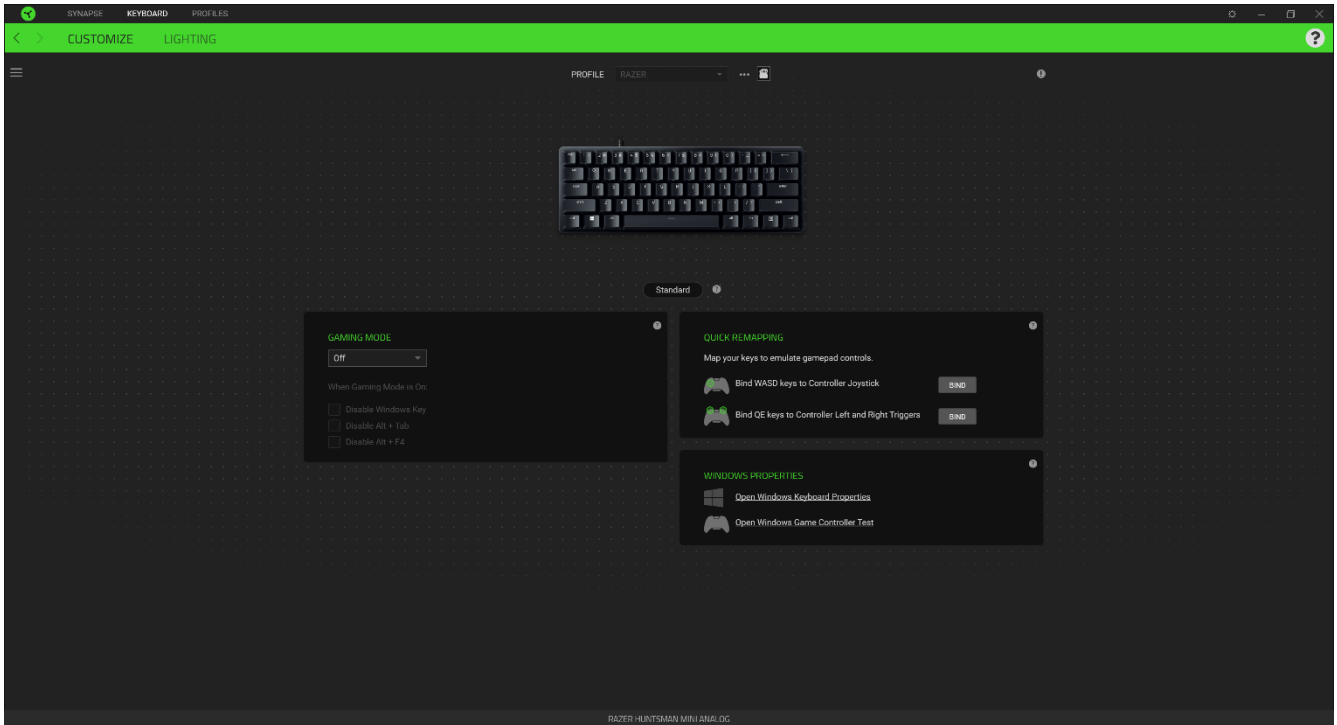 SYNAPSE KEYBOARD PROFILES
CUSTOMIZE LIGHTING
PROFILE RAZER
Standard
GAMING MODE
Off
When Gaming Mode is On:
Disable Windows Key
Disable Alt + Tab
Disable Alt + F4
QUICK REMAPPING
Map your keys to emulate gamepad controls.
Bind WASD keys to Controller Joystick BIND
Bind QE keys to Controller Left and Right Triggers BIND
WINDOWS PROPERTIES
Open Windows Keyboard Properties
Open Windows Game Controller Test
RAZER HUNTSMAN MINI ANALOG